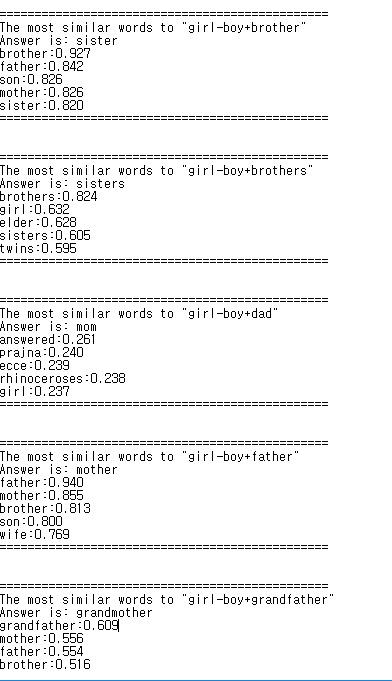 ===============================================
The most similar words to "girl-boy+brother"
Answer is: sister
brother:0.927
father:0.842
son:0.826
mother:0.826
sister:0.820
===============================================
===============================================
The most similar words to "girl-boy+brothers"
Answer is: sisters
brothers:0.824
girl:0.632
elder:0.628
sisters:0.605
twins:0.595
===============================================
===============================================
The most similar words to "girl-boy+dad"
Answer is: mom
answered:0.261
prajna:0.240
ecce:0.239
rhinoceroses:0.238
girl:0.237
===============================================
===============================================
The most similar words to "girl-boy+father"
Answer is: mother
father:0.940
mother:0.855
brother:0.813
son:0.800
wife:0.769
===============================================
===============================================
The most similar words to "girl-boy+grandfather"
Answer is: grandmother
grandfather:0.609
mother:0.556
father:0.554
brother:0.516